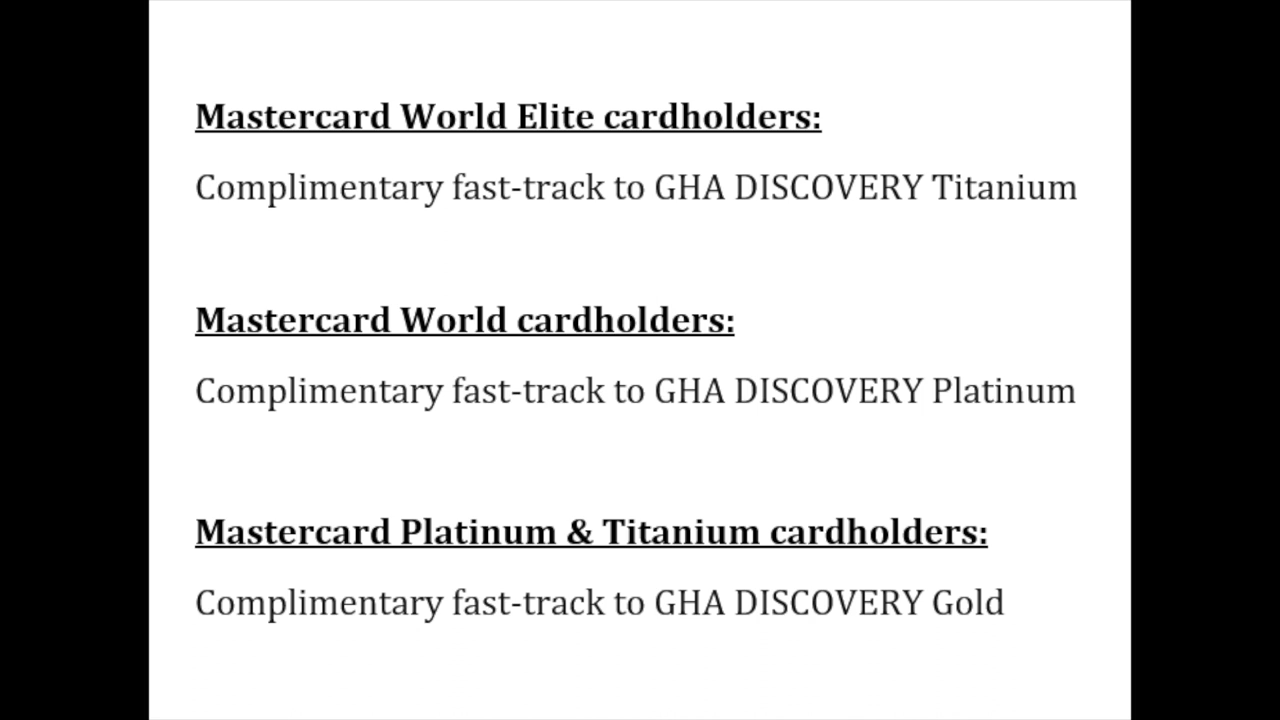 Mastercard World Elite cardholders:
Complimentary fast-track to GHA DISCOVERY Titanium
Mastercard World cardholders:
Complimentary fast-track to GHA DISCOVERY Platinum
Mastercard Platinum & Titanium cardholders:
Complimentary fast-track to GHA DISCOVERY Gold